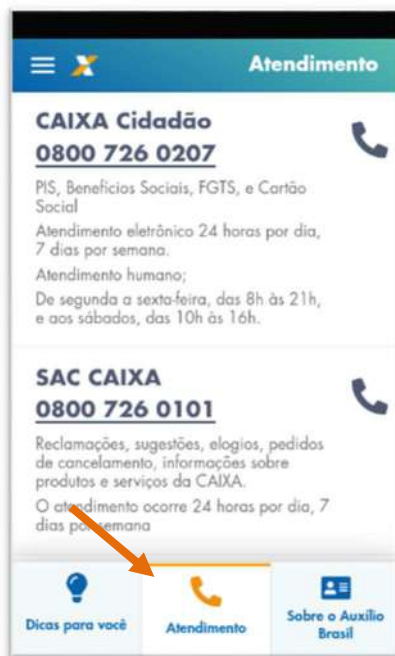 Atendimento
CAIXA Cidadão
0800 726 0207
PIS, Benefícios Sociais, FGTS, e Cartão
Social
Atendimento eletrônico 24 horas por dia,
7 dias por semana.
Atendimento humano;
De segunda a sexta-feira, das 8h às 21h,
e aos sábados, das 10h às 16h.
SAC CAIXA
0800 726 0101
Reclamações, sugestões, elogios, pedidos
de cancelamento, informações sobre
produtos e serviços da CAIXA.
O atendimento ocorre 24 horas por dia, 7
dias por semana
Dicas para você
Atendimento
Sobre o Auxílio
Brasil